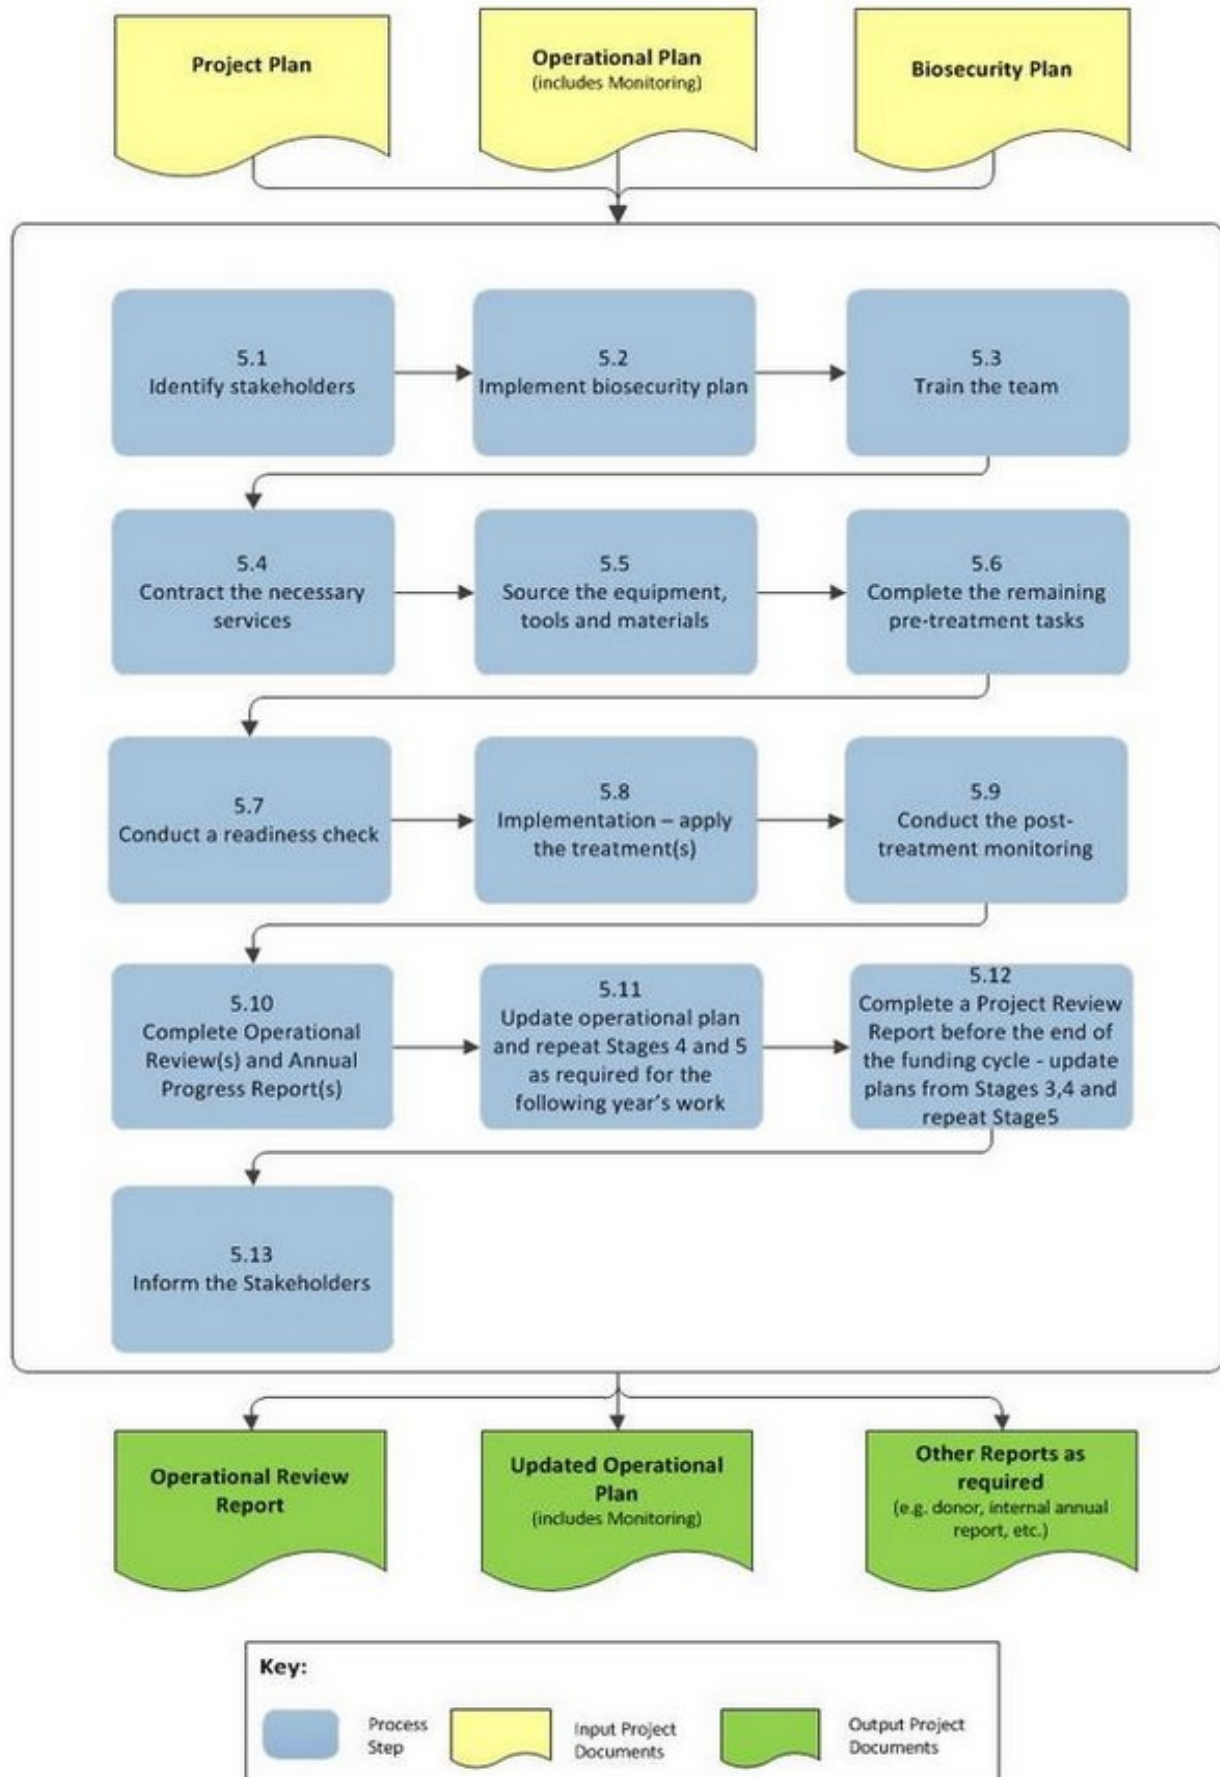 Project Plan
Operational Plan
(includes Monitoring)
Biosecurity Plan
5.1
Identify stakeholders
5.2
Implement biosecurity plan
5.3
Train the team
5.4
Contract the necessary
services
5.5
Source the equipment,
tools and materials
5.6
Complete the remaining
pre-treatment tasks
5.7
Conduct a readiness check
5.8
Implementation – apply
the treatment(s)
5.9
Conduct the post-
treatment monitoring
5.10
Complete Operational
Review(s) and Annual
Progress Report(s)
5.11
Update operational plan
and repeat Stages 4 and 5
as required for the
following year's work
5.12
Complete a Project Review
Report before the end of
the funding cycle - update
plans from Stages 3,4 and
repeat Stage5
5.13
Inform the Stakeholders
Operational Review
Report
Updated Operational
Plan
(includes Monitoring)
Other Reports as
required
(e.g. donor, internal annual
report, etc.)
Key:
Process
Step
Input Project
Documents
Output Project
Documents